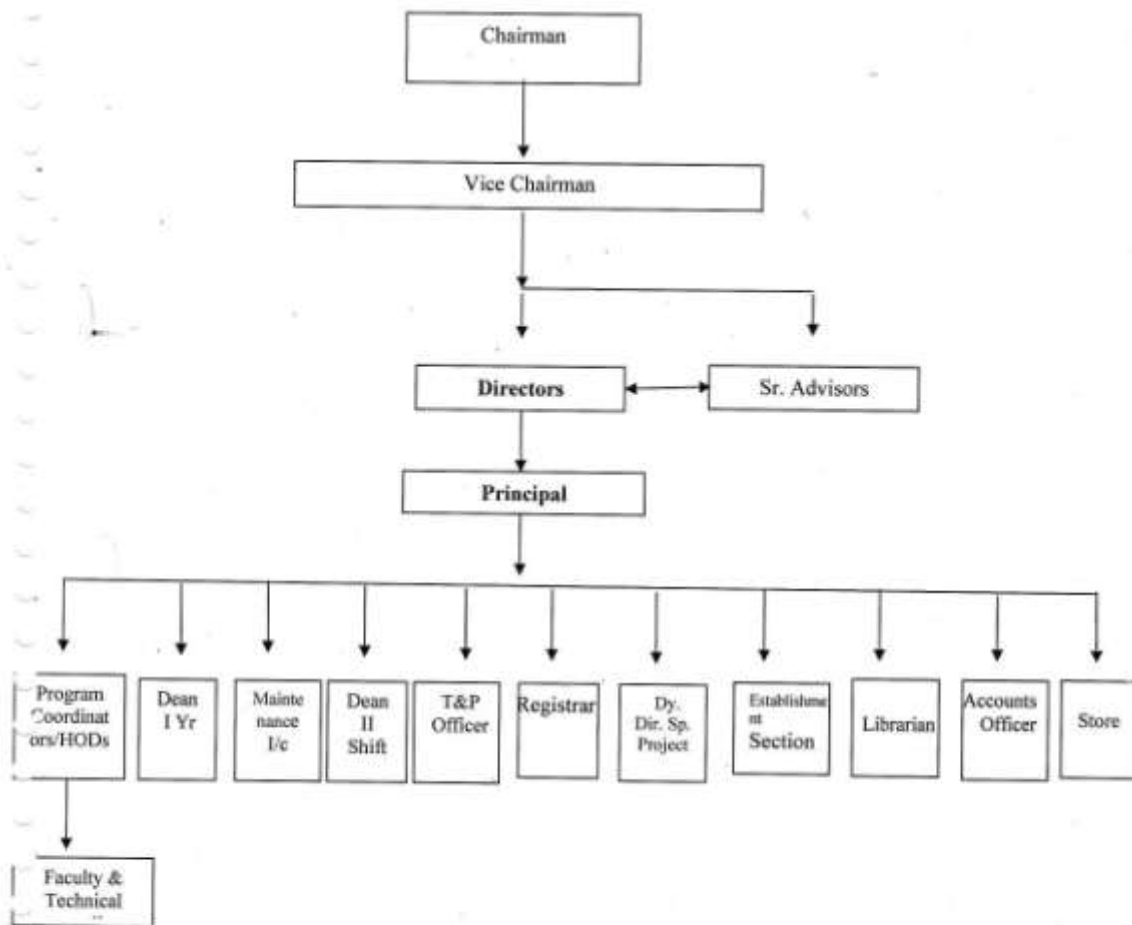 Chairman
Vice Chairman
Directors
Sr. Advisors
Principal
Program
Coordinat
ors/HODs
Dean
I Yr
Mainte
nance
I/c
Dean
II
Shift
T&P
Officer
Registrar
Dy.
Dir. Sp.
Project
Establishme
nt
Section
Librarian
Accounts
Officer
Store
Faculty &
Technical